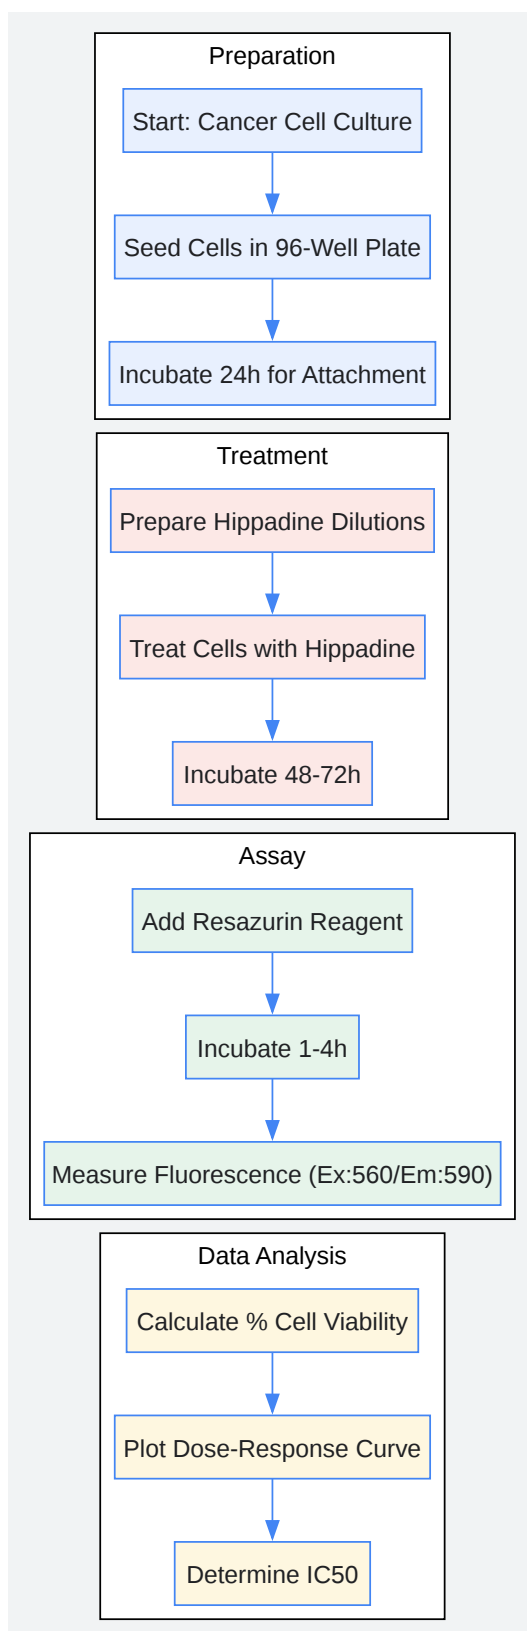 Preparation
Start: Cancer Cell Culture
Seed Cells in 96-Well Plate
Incubate 24h for Attachment
Treatment
Prepare Hippadine Dilutions
Treat Cells with Hippadine
Incubate 48-72h
Assay
Add Resazurin Reagent
Incubate 1-4h
Measure Fluorescence (Ex:560/Em:590)
Data Analysis
Calculate % Cell Viability
Plot Dose-Response Curve
Determine IC50